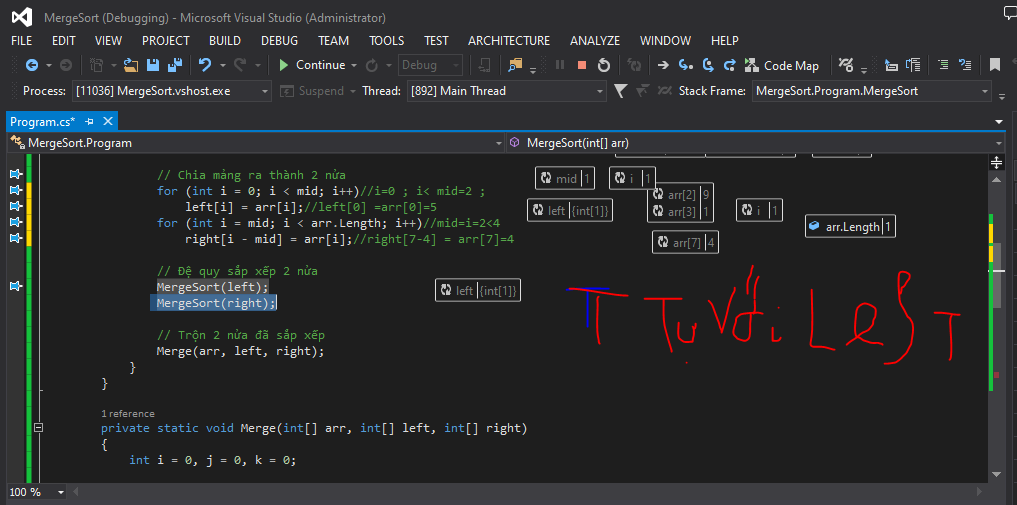 MergeSort (Debugging) - Microsoft Visual Studio (Administrator)
FILE EDIT VIEW PROJECT BUILD DEBUG TEAM TOOLS TEST ARCHITECTURE ANALYZE WINDOW HELP
Continue Debug Code Map
Process: [11036] MergeSort.vshost.exe Suspend Thread: [892] Main Thread Stack Frame: MergeSort.Program.MergeSort
Program.cs*
MergeSort.Program MergeSort(int[] arr)
// Chia mảng ra thành 2 nửa mid 1 i 1
for (int i = 0; i < mid; i++)//i=0 ; i< mid=2 ; arr[2] 9
left[i] = arr[i];//left[0] =arr[0]=5 left {int[1]} arr[3] 1 i 1
for (int i = mid; i < arr.Length; i++)//mid=i=2<4 arr.Length 1
right[i - mid] = arr[i];//right[7-4] = arr[7]=4 arr[7] 4
// Đệ quy sắp xếp 2 nửa
MergeSort(left); left {int[1]}
MergeSort(right);
T Tự Với Left
// Trộn 2 nửa đã sắp xếp
Merge(arr, left, right);
}
}
1 reference
private static void Merge(int[] arr, int[] left, int[] right)
{
int i = 0, j = 0, k = 0;
100 %